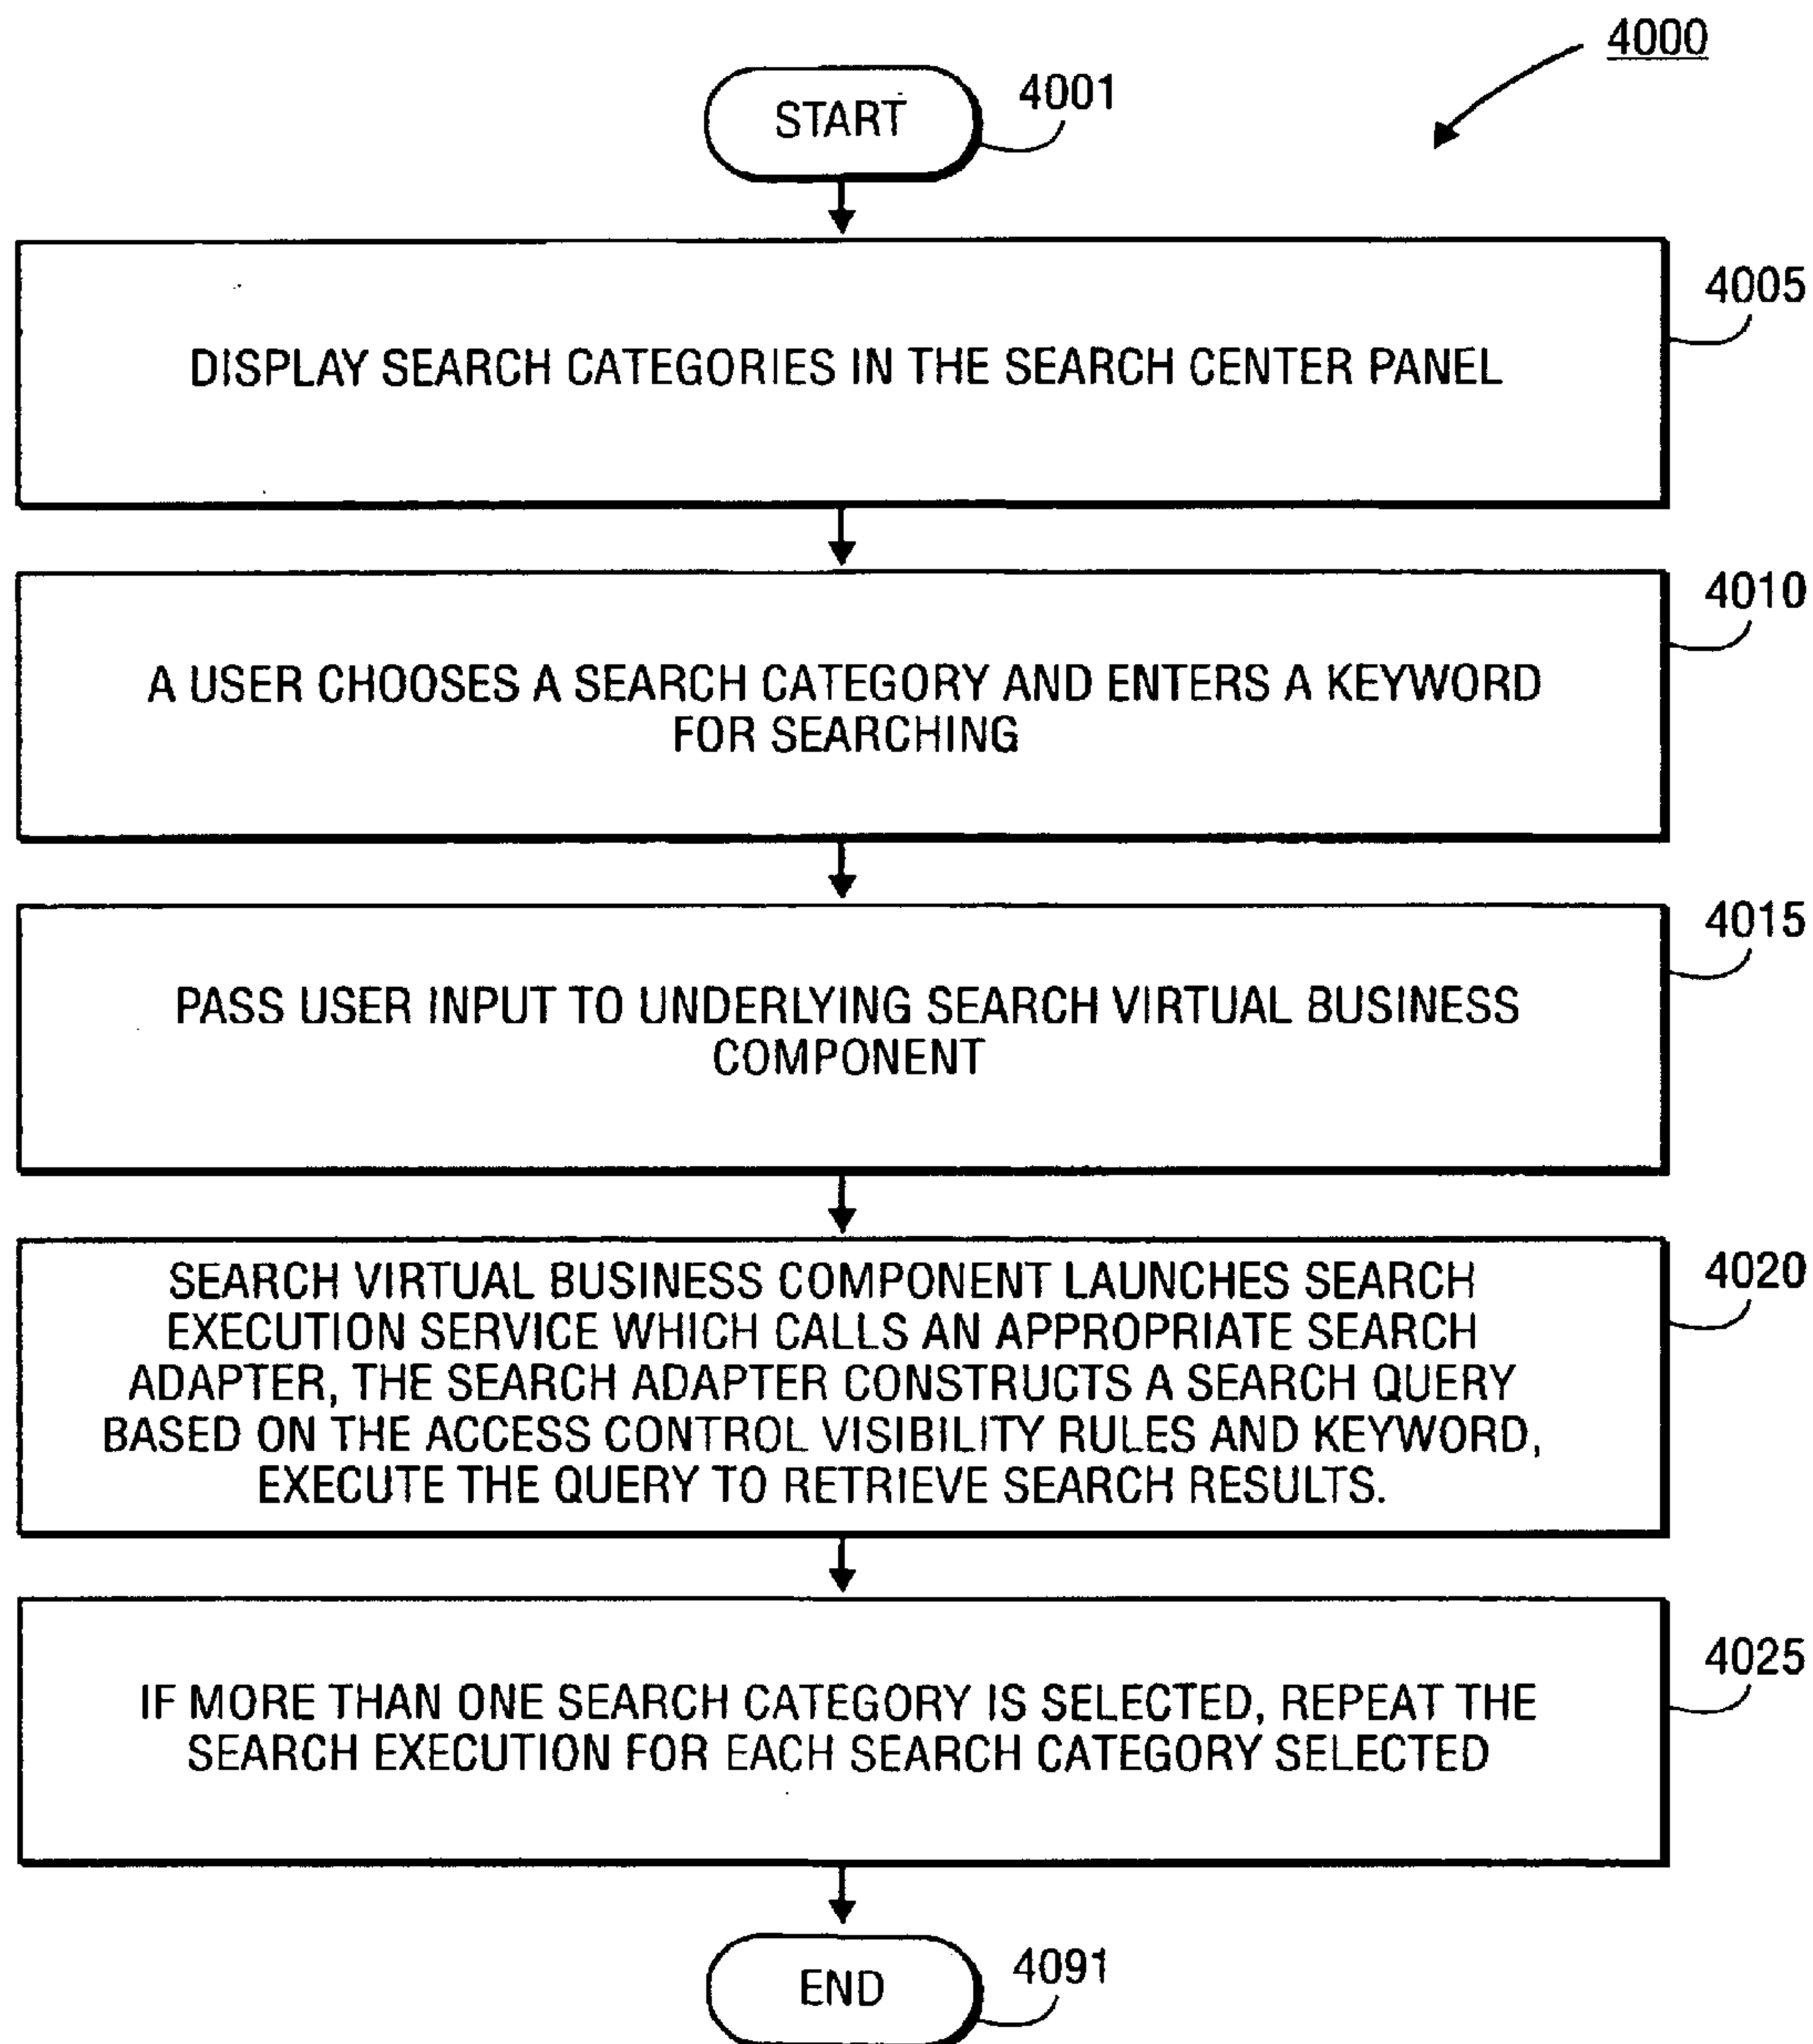 4000
START
4001
4005
DISPLAY SEARCH CATEGORIES IN THE SEARCH CENTER PANEL
4010
A USER CHOOSES A SEARCH CATEGORY AND ENTERS A KEYWORD
FOR SEARCHING
4015
PASS USER INPUT TO UNDERLYING SEARCH VIRTUAL BUSINESS
COMPONENT
4020
SEARCH VIRTUAL BUSINESS COMPONENT LAUNCHES SEARCH
EXECUTION SERVICE WHICH CALLS AN APPROPRIATE SEARCH
ADAPTER, THE SEARCH ADAPTER CONSTRUCTS A SEARCH QUERY
BASED ON THE ACCESS CONTROL VISIBILITY RULES AND KEYWORD,
EXECUTE THE QUERY TO RETRIEVE SEARCH RESULTS.
4025
IF MORE THAN ONE SEARCH CATEGORY IS SELECTED, REPEAT THE
SEARCH EXECUTION FOR EACH SEARCH CATEGORY SELECTED
END
4091